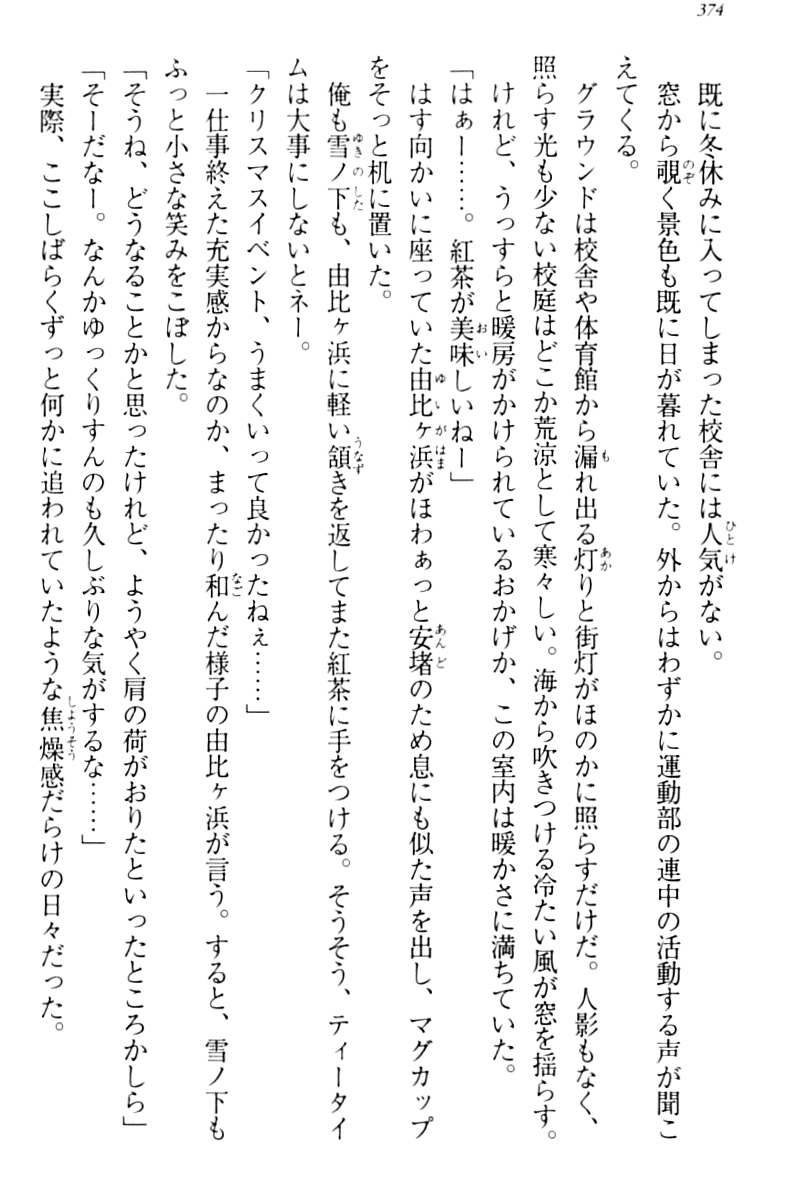 374
既に冬休みに入ってしまった校舎には人気がない。
窓から覗く景色も既に日が暮れていた。外からはわずかに運動部の連中の活動する声が聞こ
えてくる。
グラウンドは校舎や体育館から漏れ出る灯りと街灯がほのかに照らすだけだ。人影もなく、
照らす光も少ない校庭はどこか荒涼として寒々しい。海から吹きつける冷たい風が窓を揺らす。
けれど、うっすらと暖房がかけられているおかげか、この室内は暖かさに満ちていた。
「はぁー……。紅茶が美味しいねー」
はす向かいに座っていた由比ヶ浜がほわぁっと安堵のため息にも似た声を出し、マグカップ
をそっと机に置いた。
俺も雪ノ下も、由比ヶ浜に軽い頷きを返してまた紅茶に手をつける。そうそう、ティータイ
ムは大事にしないとネー。
「クリスマスイベント、うまくいって良かったねぇ……」
一仕事終えた充実感からなのか、まったり和んだ様子の由比ヶ浜が言う。すると、雪ノ下も
ふっと小さな笑みをこぼした。
「そうね、どうなることかと思ったけれど、ようやく肩の荷がおりたといったところかしら」
「そーだなー。なんかゆっくりすんのも久しぶりな気がするな……」
実際、ここしばらくずっと何かに追われていたような焦燥感だらけの日々だった。